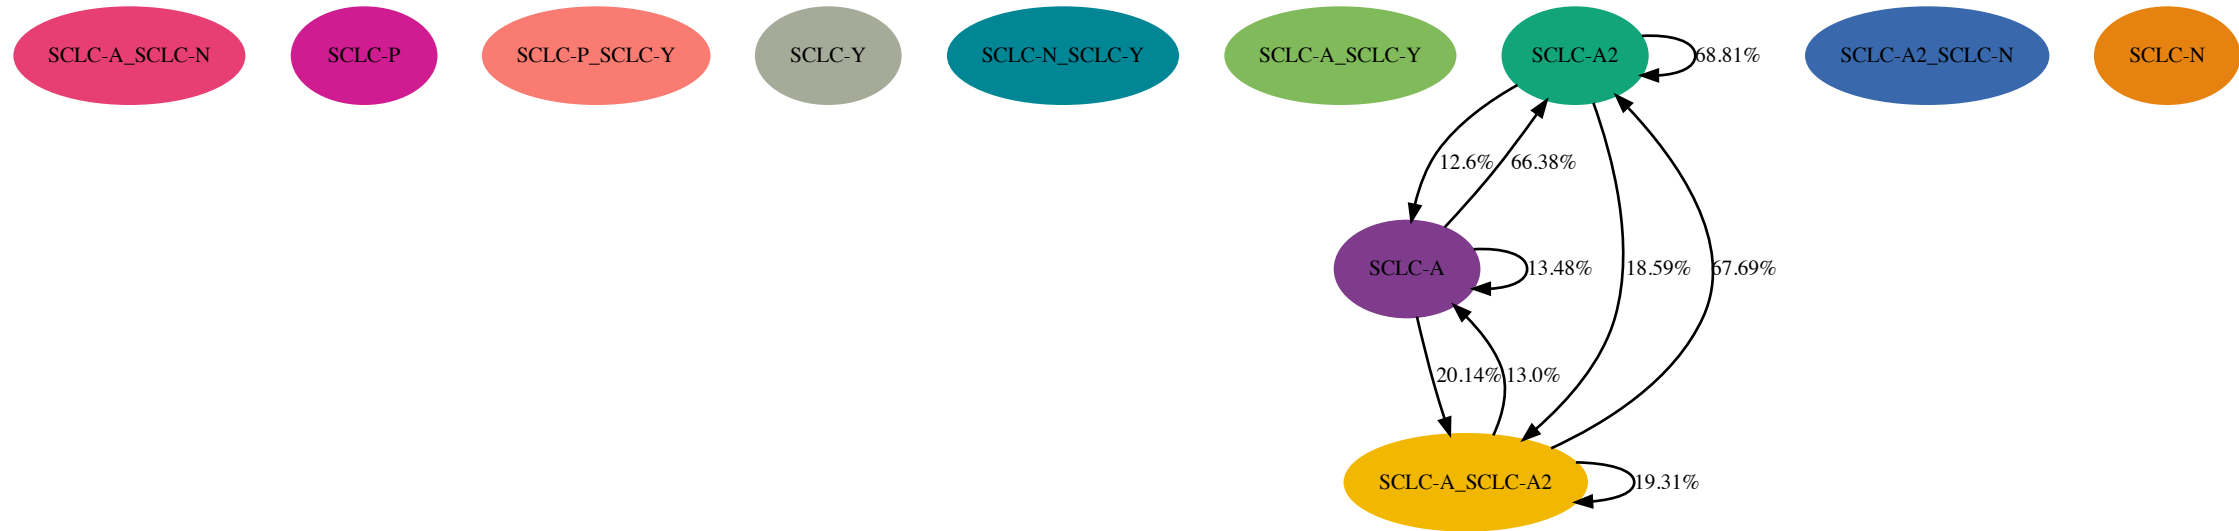 SCLC-A_SCLC-N
SCLC-P
SCLC-P_SCLC-Y
SCLC-Y
SCLC-N_SCLC-Y
SCLC-A_SCLC-Y
SCLC-A2
68.81%
SCLC-A2_SCLC-N
SCLC-N
12.6%
66.38%
SCLC-A
13.48%
18.59%
67.69%
20.14%
13.0%
SCLC-A_SCLC-A2
19.31%